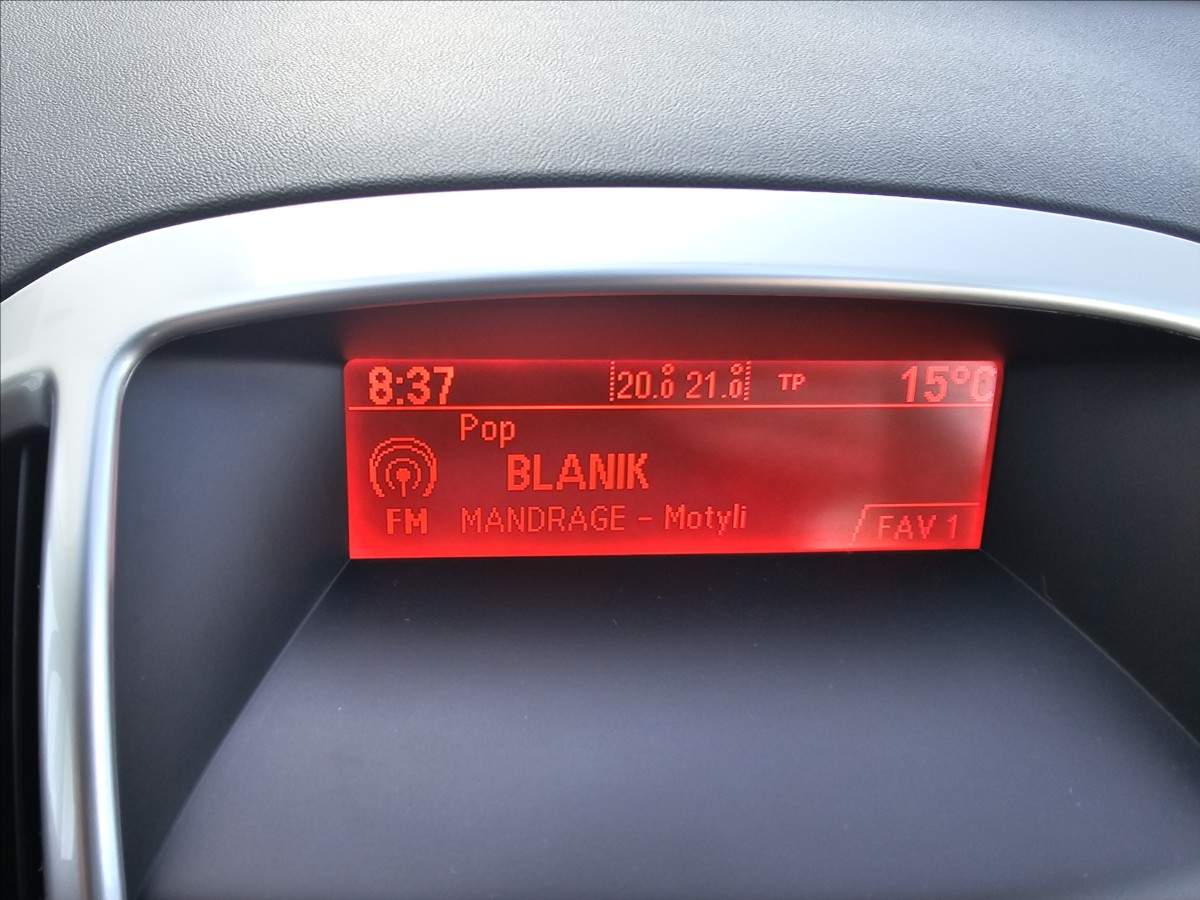 8:37 20.0° 21.0° TP 15°C
Pop
BLANIK
FM MANDRAGE - Motyli FAV 1